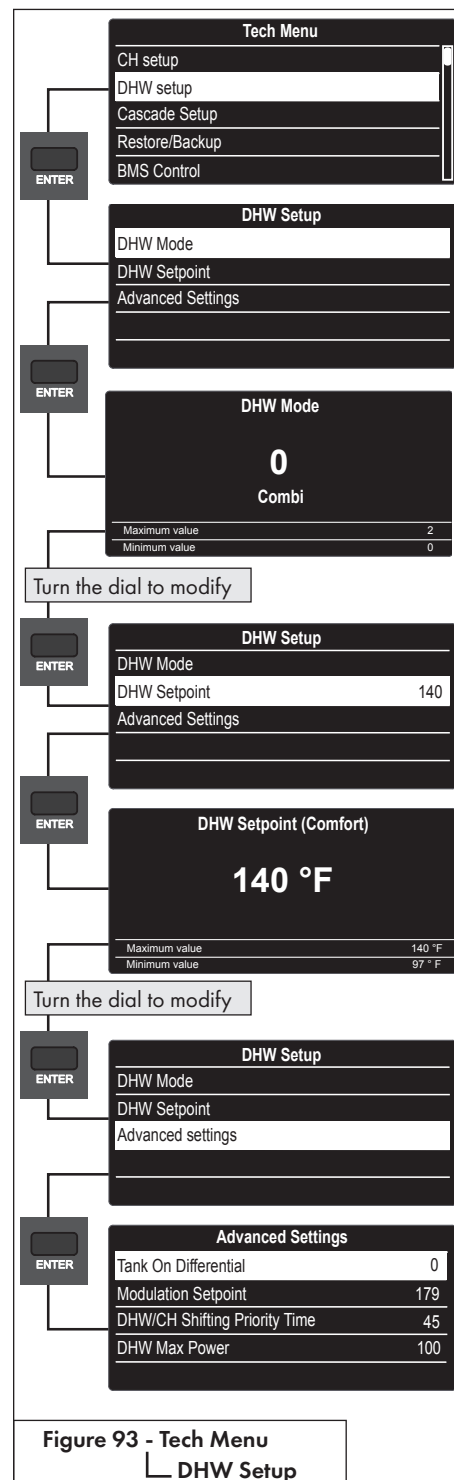 Tech Menu
CH setup
DHW setup
Cascade Setup
Restore/Backup
BMS Control
ENTER
DHW Setup
DHW Mode
DHW Setpoint
Advanced Settings
ENTER
DHW Mode
0
Combi
Maximum value 2
Minimum value 0
Turn the dial to modify
ENTER
DHW Setup
DHW Mode
DHW Setpoint 140
Advanced Settings
ENTER
DHW Setpoint (Comfort)
140 °F
Maximum value 140 °F
Minimum value 97 ° F
Turn the dial to modify
ENTER
DHW Setup
DHW Mode
DHW Setpoint
Advanced settings
ENTER
Advanced Settings
Tank On Differential 0
Modulation Setpoint 179
DHW/CH Shifting Priority Time 45
DHW Max Power 100
Figure 93 - Tech Menu
DHW Setup